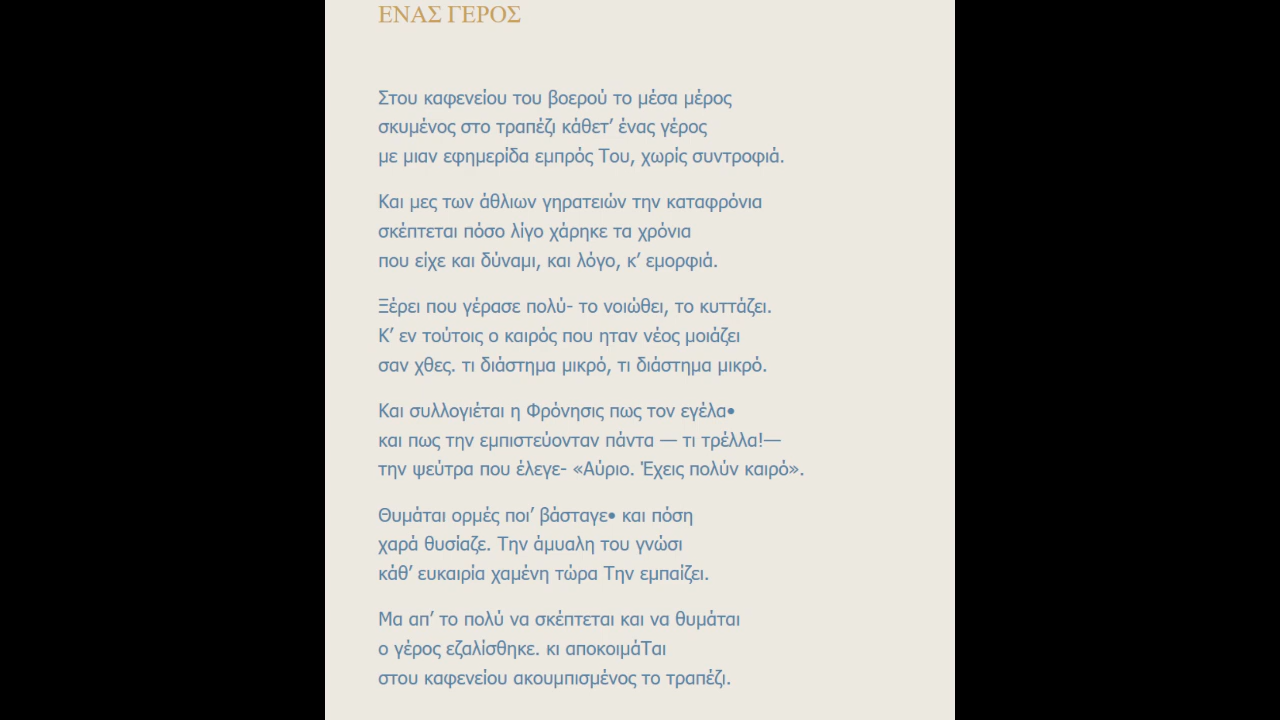 ΕΝΑΣ ΓΕΡΟΣ
Στου καφενείου του βοερού το μέσα μέρος
σκυμένος στο τραπέζι κάθετ’ ένας γέρος
με μιαν εφημερίδα εμπρός Του, χωρίς συντροφιά.
Και μες των άθλιων γηρατειών την καταφρόνια
σκέπτεται πόσο λίγο χάρηκε τα χρόνια
που είχε και δύναμι, και λόγο, κ’ εμορφιά.
Ξέρει που γέρασε πολύ- το νοιώθει, το κυττάζει.
Κ’ εν τούτοις ο καιρός που ηταν νέος μοιάζει
σαν χθες. τι διάστημα μικρό, τι διάστημα μικρό.
Και συλλογιέται η Φρόνησις πως τον εγέλα•
και πως την εμπιστεύονταν πάντα — τι τρέλλα!—
την ψεύτρα που έλεγε- «Αύριο. Έχεις πολύν καιρό».
Θυμάται ορμές ποι’ βάσταγε• και πόση
χαρά θυσίαζε. Την άμυαλη του γνώσι
κάθ’ ευκαιρία χαμένη τώρα Την εμπαίζει.
Μα απ’ το πολύ να σκέπτεται και να θυμάται
ο γέρος εζαλίσθηκε. κι αποκοιμάΤαι
στου καφενείου ακουμπισμένος το τραπέζι.